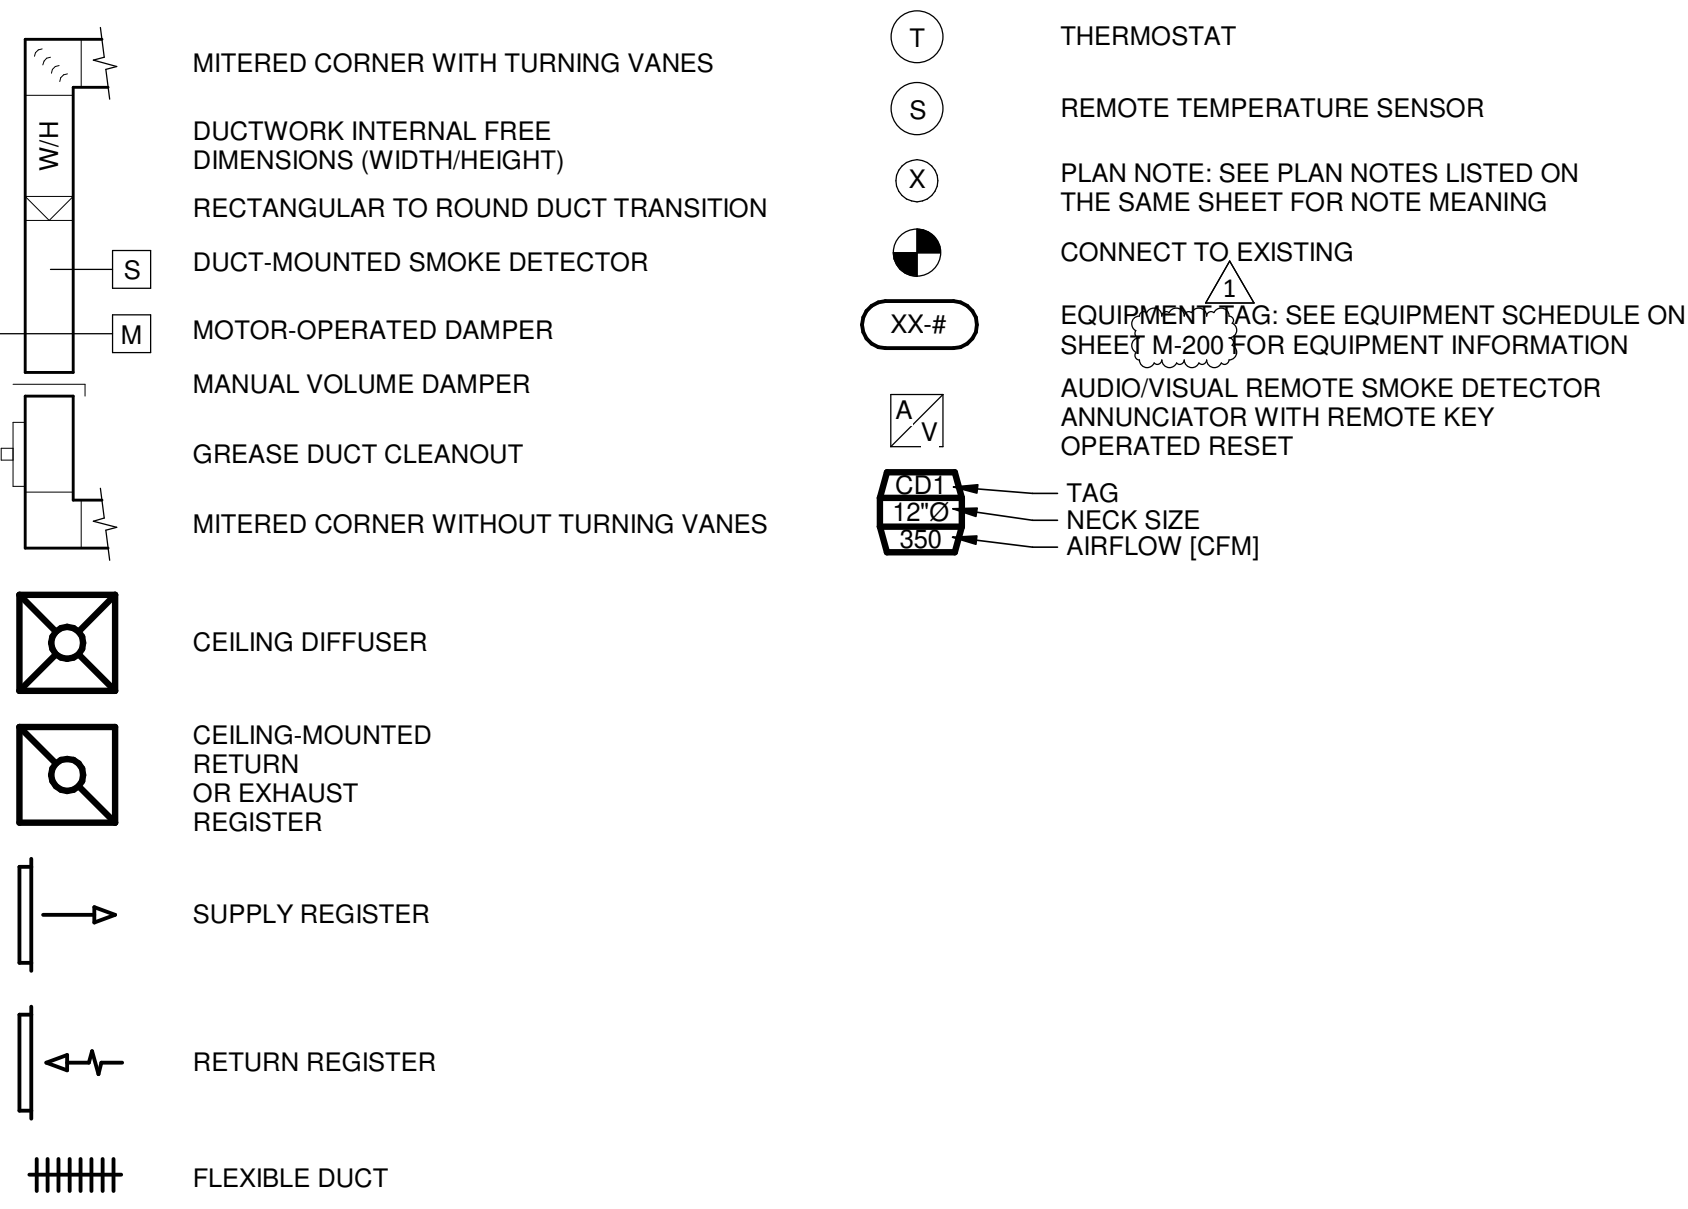 MITERED CORNER WITH TURNING VANES
W/H
DUCTWORK INTERNAL FREE
DIMENSIONS (WIDTH/HEIGHT)
RECTANGULAR TO ROUND DUCT TRANSITION
S
DUCT-MOUNTED SMOKE DETECTOR
M
MOTOR-OPERATED DAMPER
MANUAL VOLUME DAMPER
GREASE DUCT CLEANOUT
MITERED CORNER WITHOUT TURNING VANES
CEILING DIFFUSER
CEILING-MOUNTED
RETURN
OR EXHAUST
REGISTER
SUPPLY REGISTER
RETURN REGISTER
FLEXIBLE DUCT
T
THERMOSTAT
S
REMOTE TEMPERATURE SENSOR
X
PLAN NOTE: SEE PLAN NOTES LISTED ON
THE SAME SHEET FOR NOTE MEANING
CONNECT TO EXISTING
1
XX-#
EQUIPMENT TAG: SEE EQUIPMENT SCHEDULE ON
SHEET M-200 FOR EQUIPMENT INFORMATION
A
V
AUDIO/VISUAL REMOTE SMOKE DETECTOR
ANNUNCIATOR WITH REMOTE KEY
OPERATED RESET
CD1
TAG
12"Ø
NECK SIZE
350
AIRFLOW [CFM]